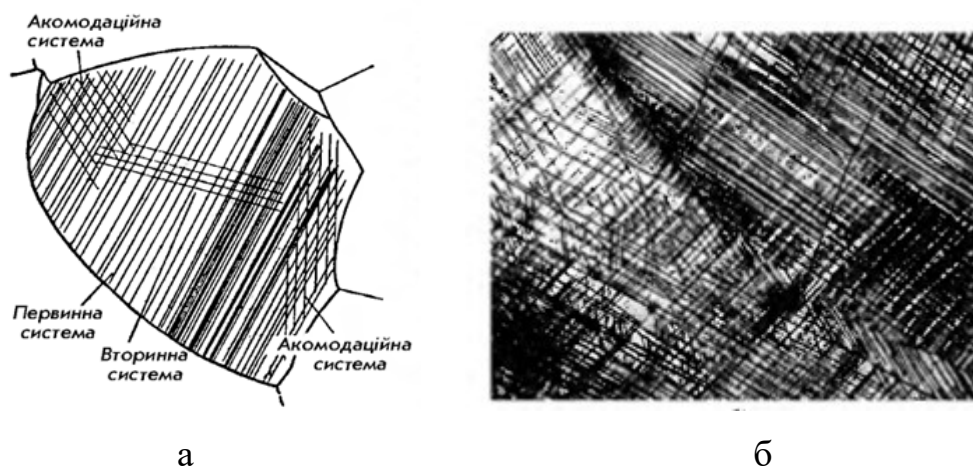 Акомодаційна
система
Первинна
система
Вторинна
система
Акомодаційна
система
а
б